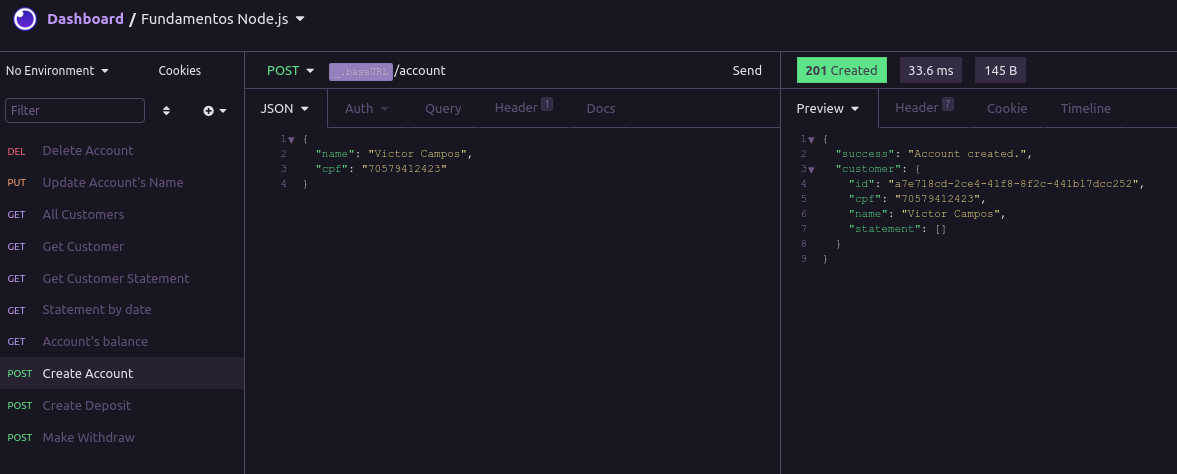 Dashboard / Fundamentos Node.js
No Environment
Cookies
Filter
DEL Delete Account
PUT Update Account's Name
GET All Customers
GET Get Customer
GET Get Customer Statement
GET Statement by date
GET Account's balance
POST Create Account
POST Create Deposit
POST Make Withdraw
POST _.baseURL/account Send
JSON Auth Query Header 1 Docs
1 {
2 "name": "Victor Campos",
3 "cpf": "70579412423"
4 }
201 Created 33.6 ms 145 B
Preview Header 7 Cookie Timeline
1 {
2 "success": "Account created.",
3 "customer": {
4 "id": "a7e718cd-2ce4-41f8-8f2c-441b17dcc252",
5 "cpf": "70579412423",
6 "name": "Victor Campos",
7 "statement": []
8 }
9 }